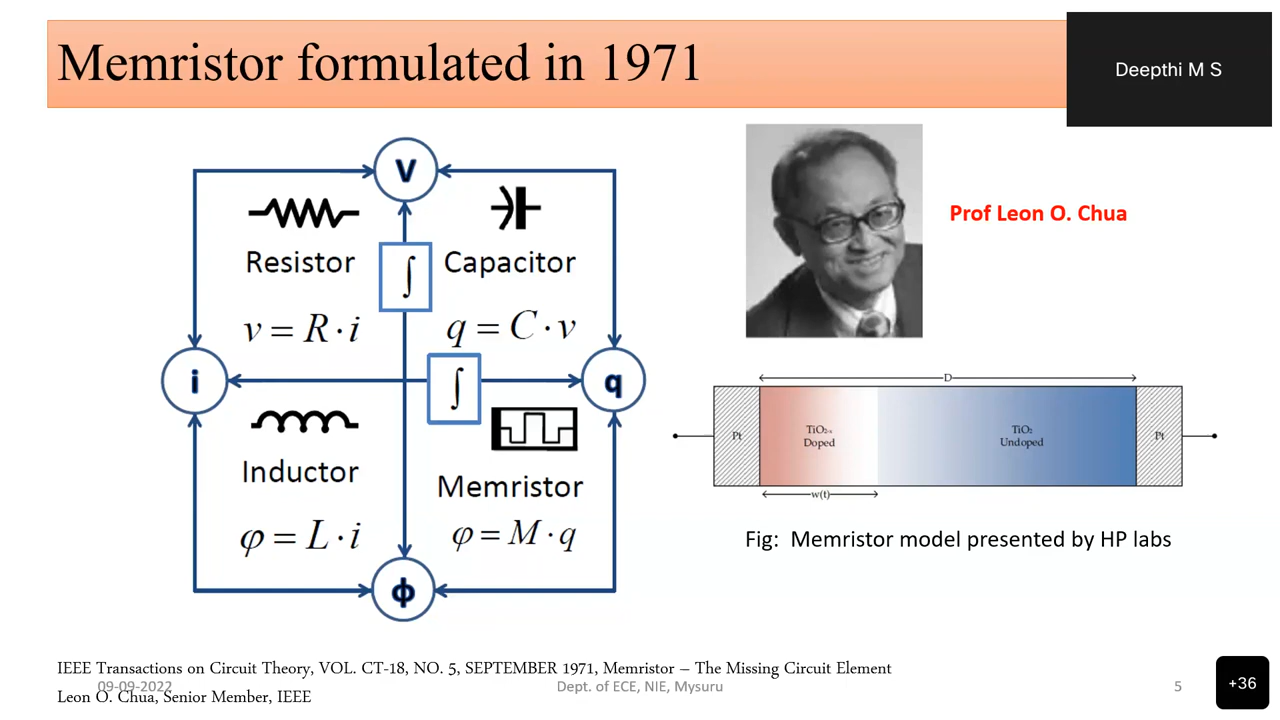 Memristor formulated in 1971
Deepthi M S
V
Resistor
Capacitor
∫
v = R · i
q = C · v
i
∫
q
Inductor
Memristor
φ = L · i
φ = M · q
ϕ
Prof Leon O. Chua
D
Pt
TiO₂₋ₓ
Doped
TiO₂
Undoped
Pt
w(t)
Fig: Memristor model presented by HP labs
IEEE Transactions on Circuit Theory, VOL. CT-18, NO. 5, SEPTEMBER 1971, Memristor – The Missing Circuit Element
Leon O. Chua, Senior Member, IEEE
09-09-2022
Dept. of ECE, NIE, Mysuru
5
+36